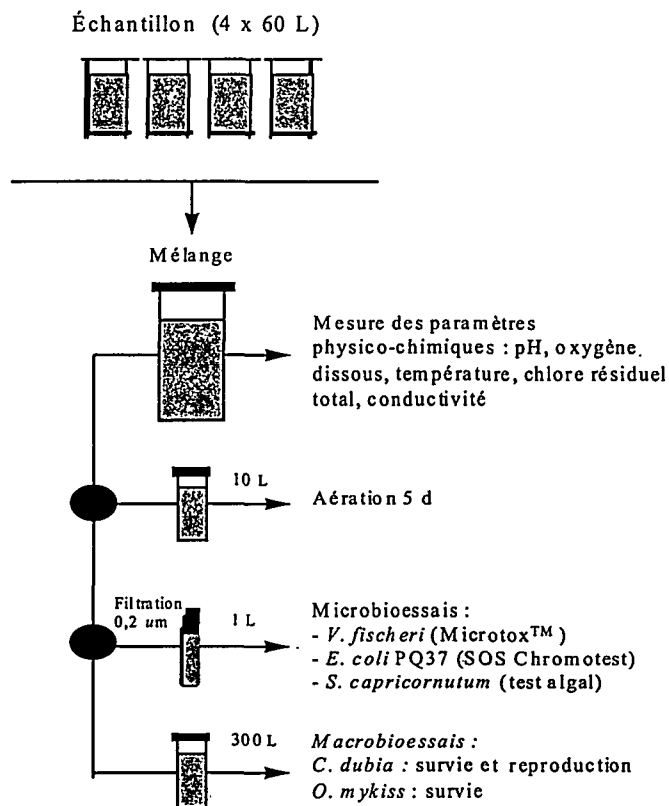 Échantillon (4 x 60 L)
Mélange
Mesure des paramètres
physico-chimiques : pH, oxygène.
dissous, température, chlore résiduel
total, conductivité
10 L
Aération 5 d
Filtration
0,2 um
1 L
Microbioessais :
- V. fischeri (Microtox™)
- E. coli PQ37 (SOS Chromotest)
- S. capricornutum (test algal)
300 L
Macrobioessais :
C. dubia : survie et reproduction
O. mykiss : survie